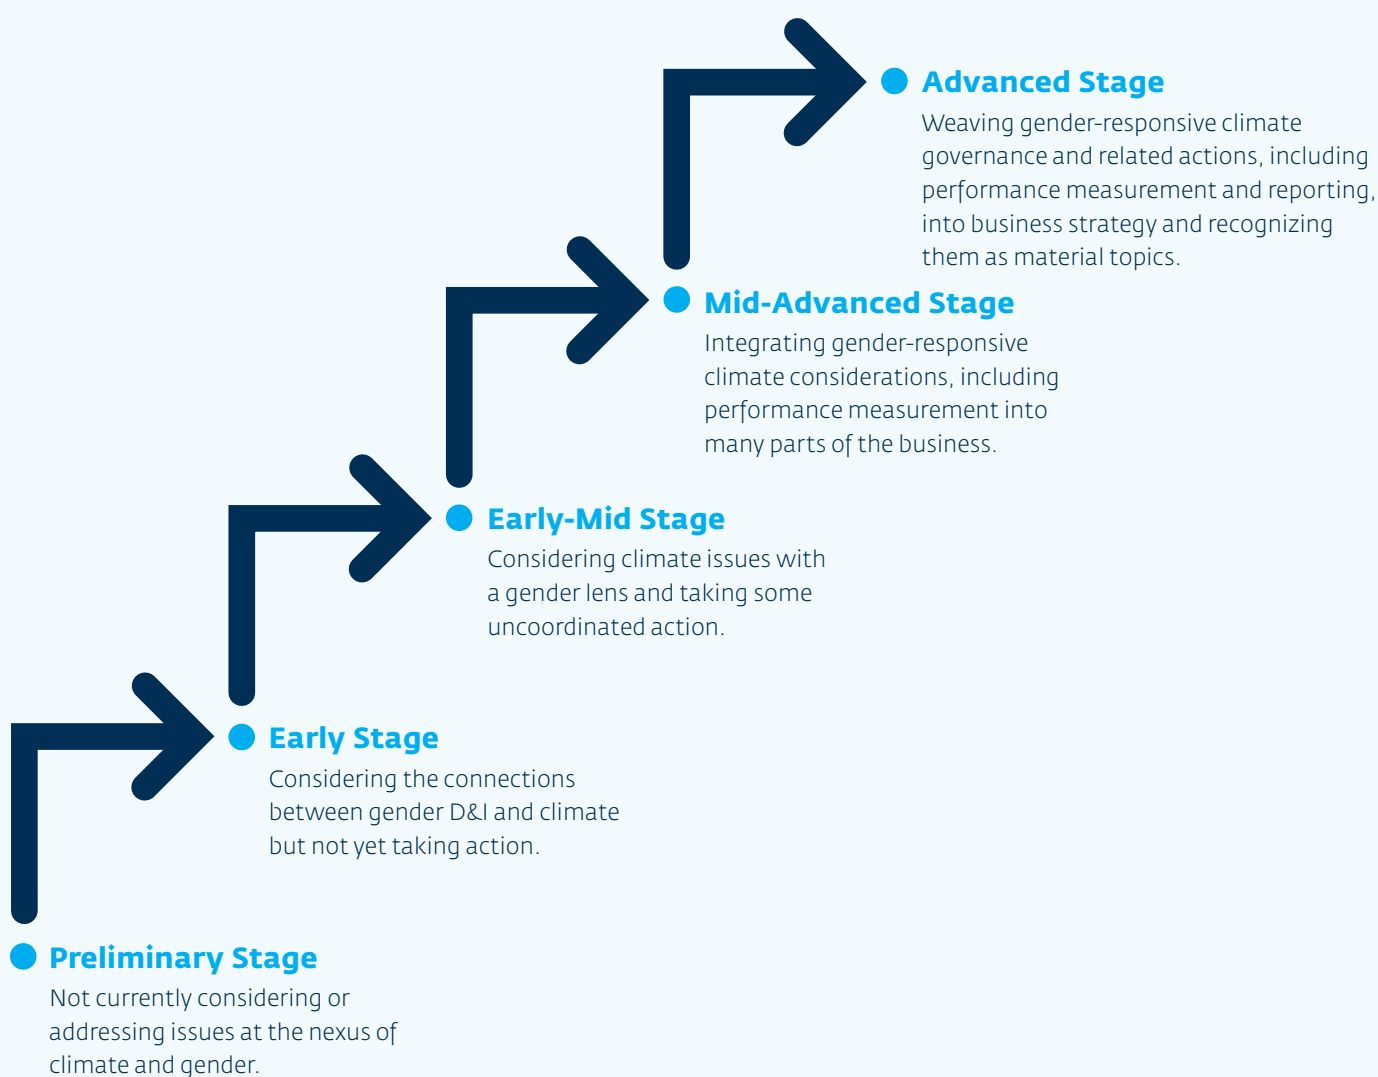 Advanced Stage
Weaving gender-responsive climate
governance and related actions, including
performance measurement and reporting,
into business strategy and recognizing
them as material topics.
Mid-Advanced Stage
Integrating gender-responsive
climate considerations, including
performance measurement into
many parts of the business.
Early-Mid Stage
Considering climate issues with
a gender lens and taking some
uncoordinated action.
Early Stage
Considering the connections
between gender D&I and climate
but not yet taking action.
Preliminary Stage
Not currently considering or
addressing issues at the nexus of
climate and gender.